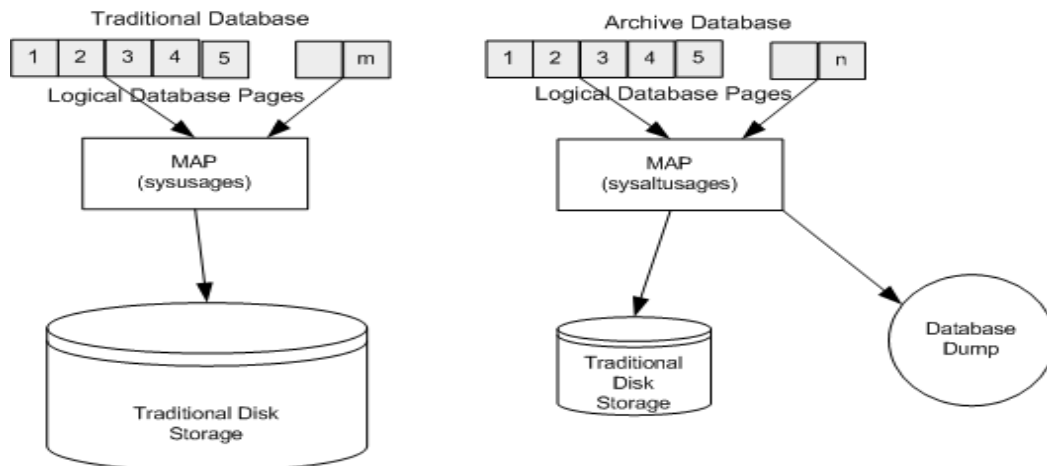 Traditional Database
1 2 3 4 5 m
Logical Database Pages
MAP
(sysusages)
Traditional Disk
Storage
Archive Database
1 2 3 4 5 n
Logical Database Pages
MAP
(sysaltusages)
Traditional
Disk
Storage
Database
Dump